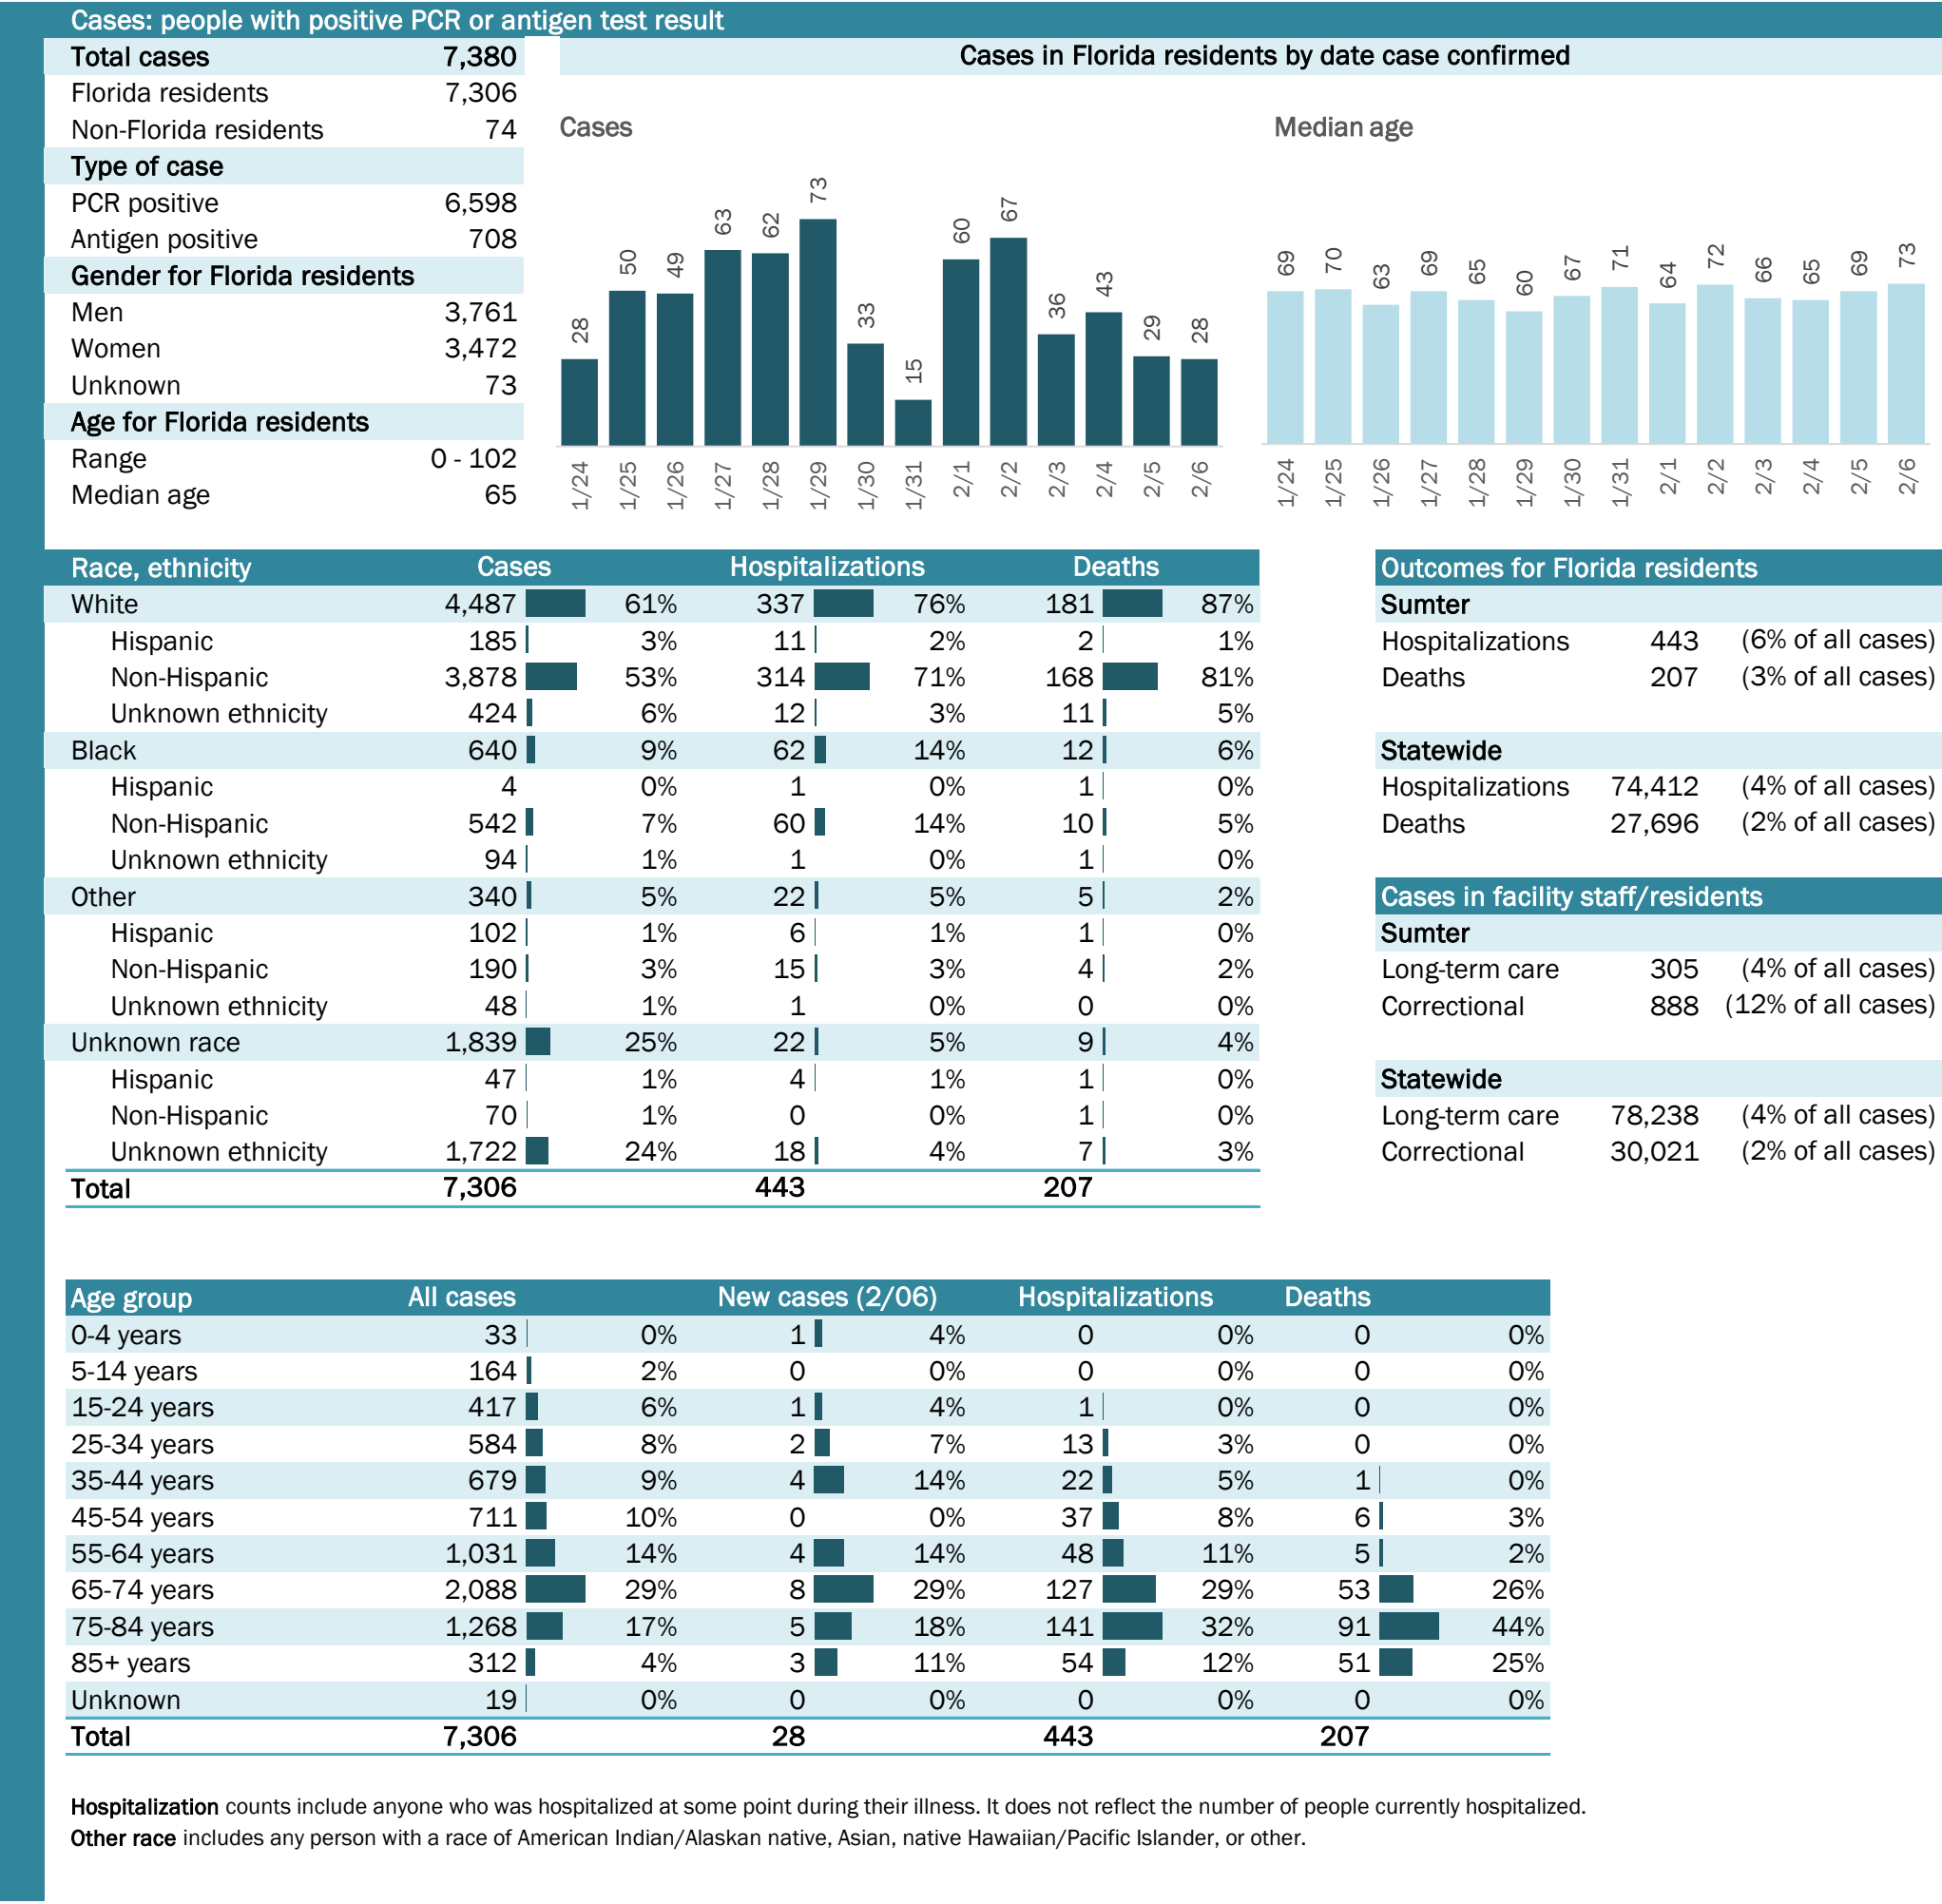 Cases: people with positive PCR or antigen test result
Total cases 7,380
Florida residents 7,306
Non-Florida residents 74
Type of case
PCR positive 6,598
Antigen positive 708
Gender for Florida residents
Men 3,761
Women 3,472
Unknown 73
Age for Florida residents
Range 0 - 102
Median age 65
Cases in Florida residents by date case confirmed
Cases
28 50 49 63 62 73 33 15 60 67 36 43 29 28
1/24 1/25 1/26 1/27 1/28 1/29 1/30 1/31 2/1 2/2 2/3 2/4 2/5 2/6
Median age
69 70 63 69 65 60 67 71 64 72 66 65 69 73
1/24 1/25 1/26 1/27 1/28 1/29 1/30 1/31 2/1 2/2 2/3 2/4 2/5 2/6
Race, ethnicity Cases Hospitalizations Deaths
White 4,487 61% 337 76% 181 87%
Hispanic 185 3% 11 2% 2 1%
Non-Hispanic 3,878 53% 314 71% 168 81%
Unknown ethnicity 424 6% 12 3% 11 5%
Black 640 9% 62 14% 12 6%
Hispanic 4 0% 1 0% 1 0%
Non-Hispanic 542 7% 60 14% 10 5%
Unknown ethnicity 94 1% 1 0% 1 0%
Other 340 5% 22 5% 5 2%
Hispanic 102 1% 6 1% 1 0%
Non-Hispanic 190 3% 15 3% 4 2%
Unknown ethnicity 48 1% 1 0% 0 0%
Unknown race 1,839 25% 22 5% 9 4%
Hispanic 47 1% 4 1% 1 0%
Non-Hispanic 70 1% 0 0% 1 0%
Unknown ethnicity 1,722 24% 18 4% 7 3%
Total 7,306 443 207
Outcomes for Florida residents
Sumter
Hospitalizations 443 (6% of all cases)
Deaths 207 (3% of all cases)
Statewide
Hospitalizations 74,412 (4% of all cases)
Deaths 27,696 (2% of all cases)
Cases in facility staff/residents
Sumter
Long-term care 305 (4% of all cases)
Correctional 888 (12% of all cases)
Statewide
Long-term care 78,238 (4% of all cases)
Correctional 30,021 (2% of all cases)
Age group All cases New cases (2/06) Hospitalizations Deaths
0-4 years 33 0% 1 4% 0 0% 0 0%
5-14 years 164 2% 0 0% 0 0% 0 0%
15-24 years 417 6% 1 4% 1 0% 0 0%
25-34 years 584 8% 2 7% 13 3% 0 0%
35-44 years 679 9% 4 14% 22 5% 1 0%
45-54 years 711 10% 0 0% 37 8% 6 3%
55-64 years 1,031 14% 4 14% 48 11% 5 2%
65-74 years 2,088 29% 8 29% 127 29% 53 26%
75-84 years 1,268 17% 5 18% 141 32% 91 44%
85+ years 312 4% 3 11% 54 12% 51 25%
Unknown 19 0% 0 0% 0 0% 0 0%
Total 7,306 28 443 207
Hospitalization counts include anyone who was hospitalized at some point during their illness. It does not reflect the number of people currently hospitalized.
Other race includes any person with a race of American Indian/Alaskan native, Asian, native Hawaiian/Pacific Islander, or other.